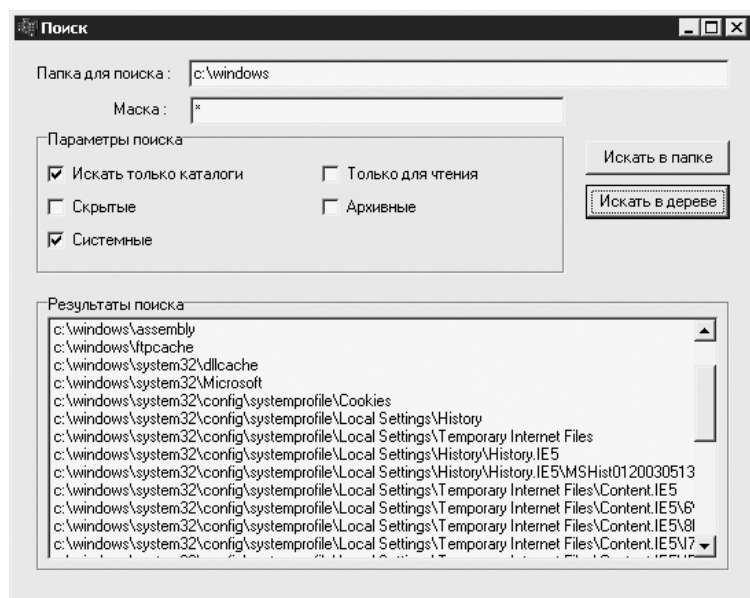 Поиск
Папка для поиска : c:\windows
Маска : *
Параметры поиска
Искать только каталоги
Только для чтения
Искать в папке
Скрытые
Архивные
Искать в дереве
Системные
Результаты поиска
c:\windows\assembly
c:\windows\ftpcache
c:\windows\system32\dllcache
c:\windows\system32\Microsoft
c:\windows\system32\config\systemprofile\Cookies
c:\windows\system32\config\systemprofile\Local Settings\History
c:\windows\system32\config\systemprofile\Local Settings\Temporary Internet Files
c:\windows\system32\config\systemprofile\Local Settings\History\History.IE5
c:\windows\system32\config\systemprofile\Local Settings\History\History.IE5\MSHist0120030513
c:\windows\system32\config\systemprofile\Local Settings\Temporary Internet Files\Content.IE5
c:\windows\system32\config\systemprofile\Local Settings\Temporary Internet Files\Content.IE5\6
c:\windows\system32\config\systemprofile\Local Settings\Temporary Internet Files\Content.IE5\8
c:\windows\system32\config\systemprofile\Local Settings\Temporary Internet Files\Content.IE5\I7